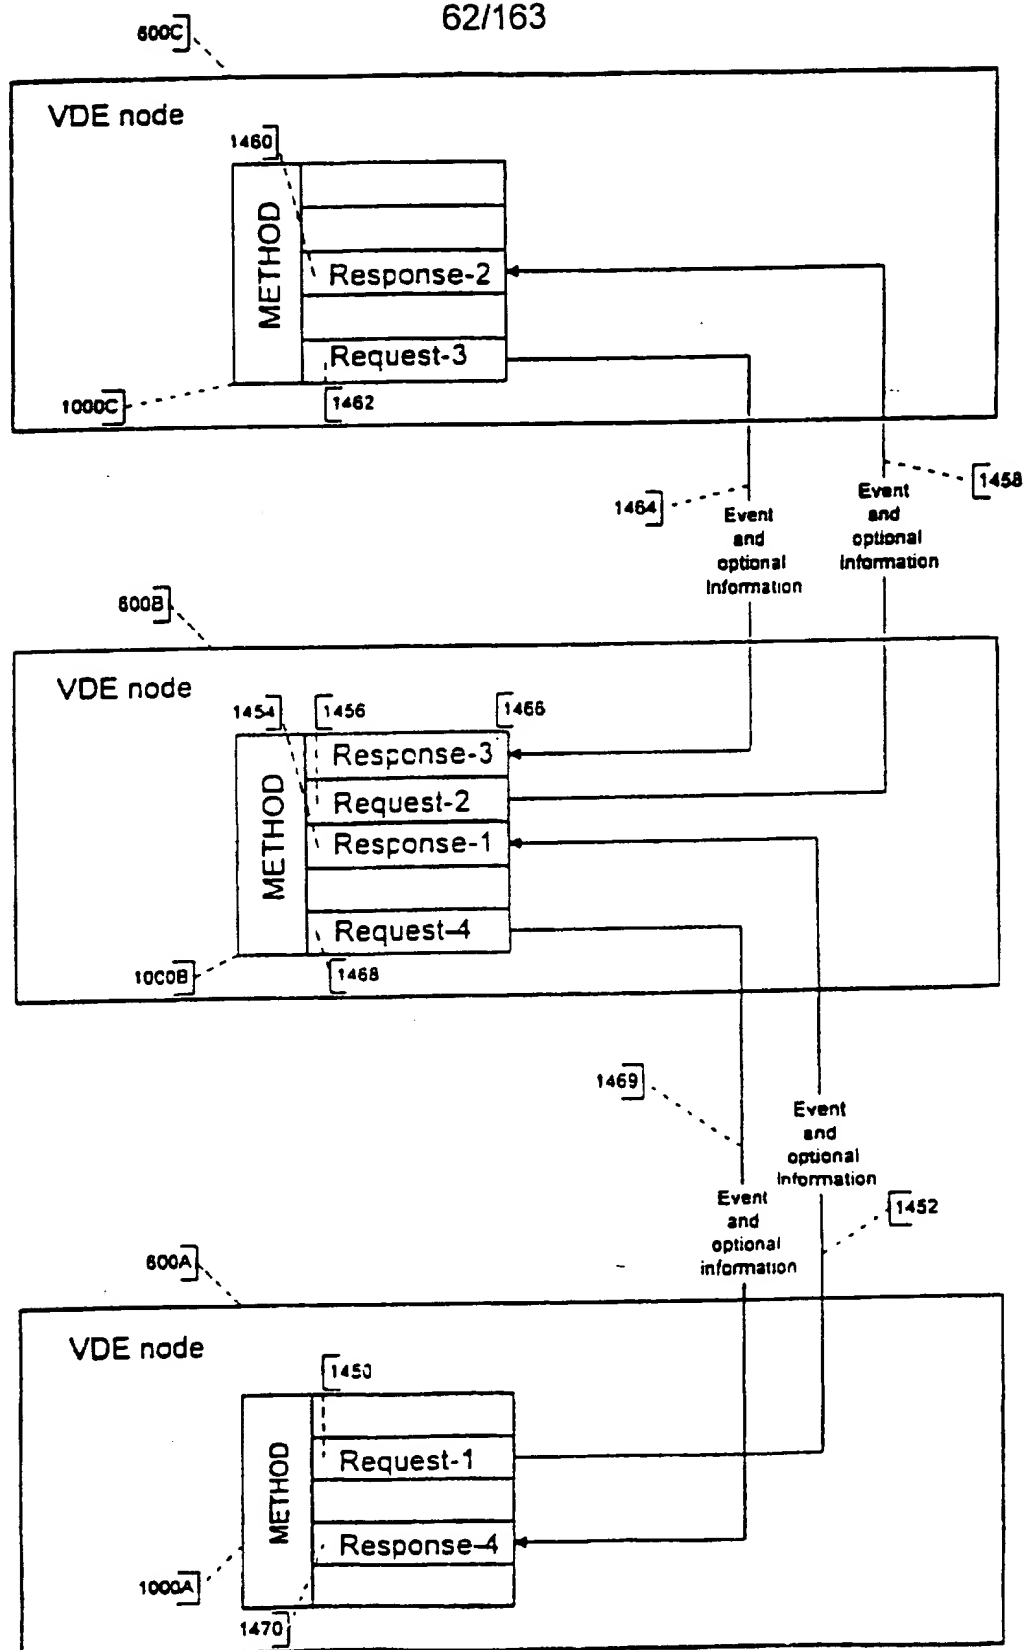 62/163
600C
VDE node
1460
METHOD
Response-2
Request-3
1000C
1462
1464
1458
Event
and
optional
Information
Event
and
optional
Information
600B
VDE node
1454
1456
1466
METHOD
Response-3
Request-2
Response-1
Request-4
1000B
1468
1469
Event
and
optional
Information
Event
and
optional
information
1452
600A
VDE node
1450
METHOD
Request-1
Response-4
1000A
1470